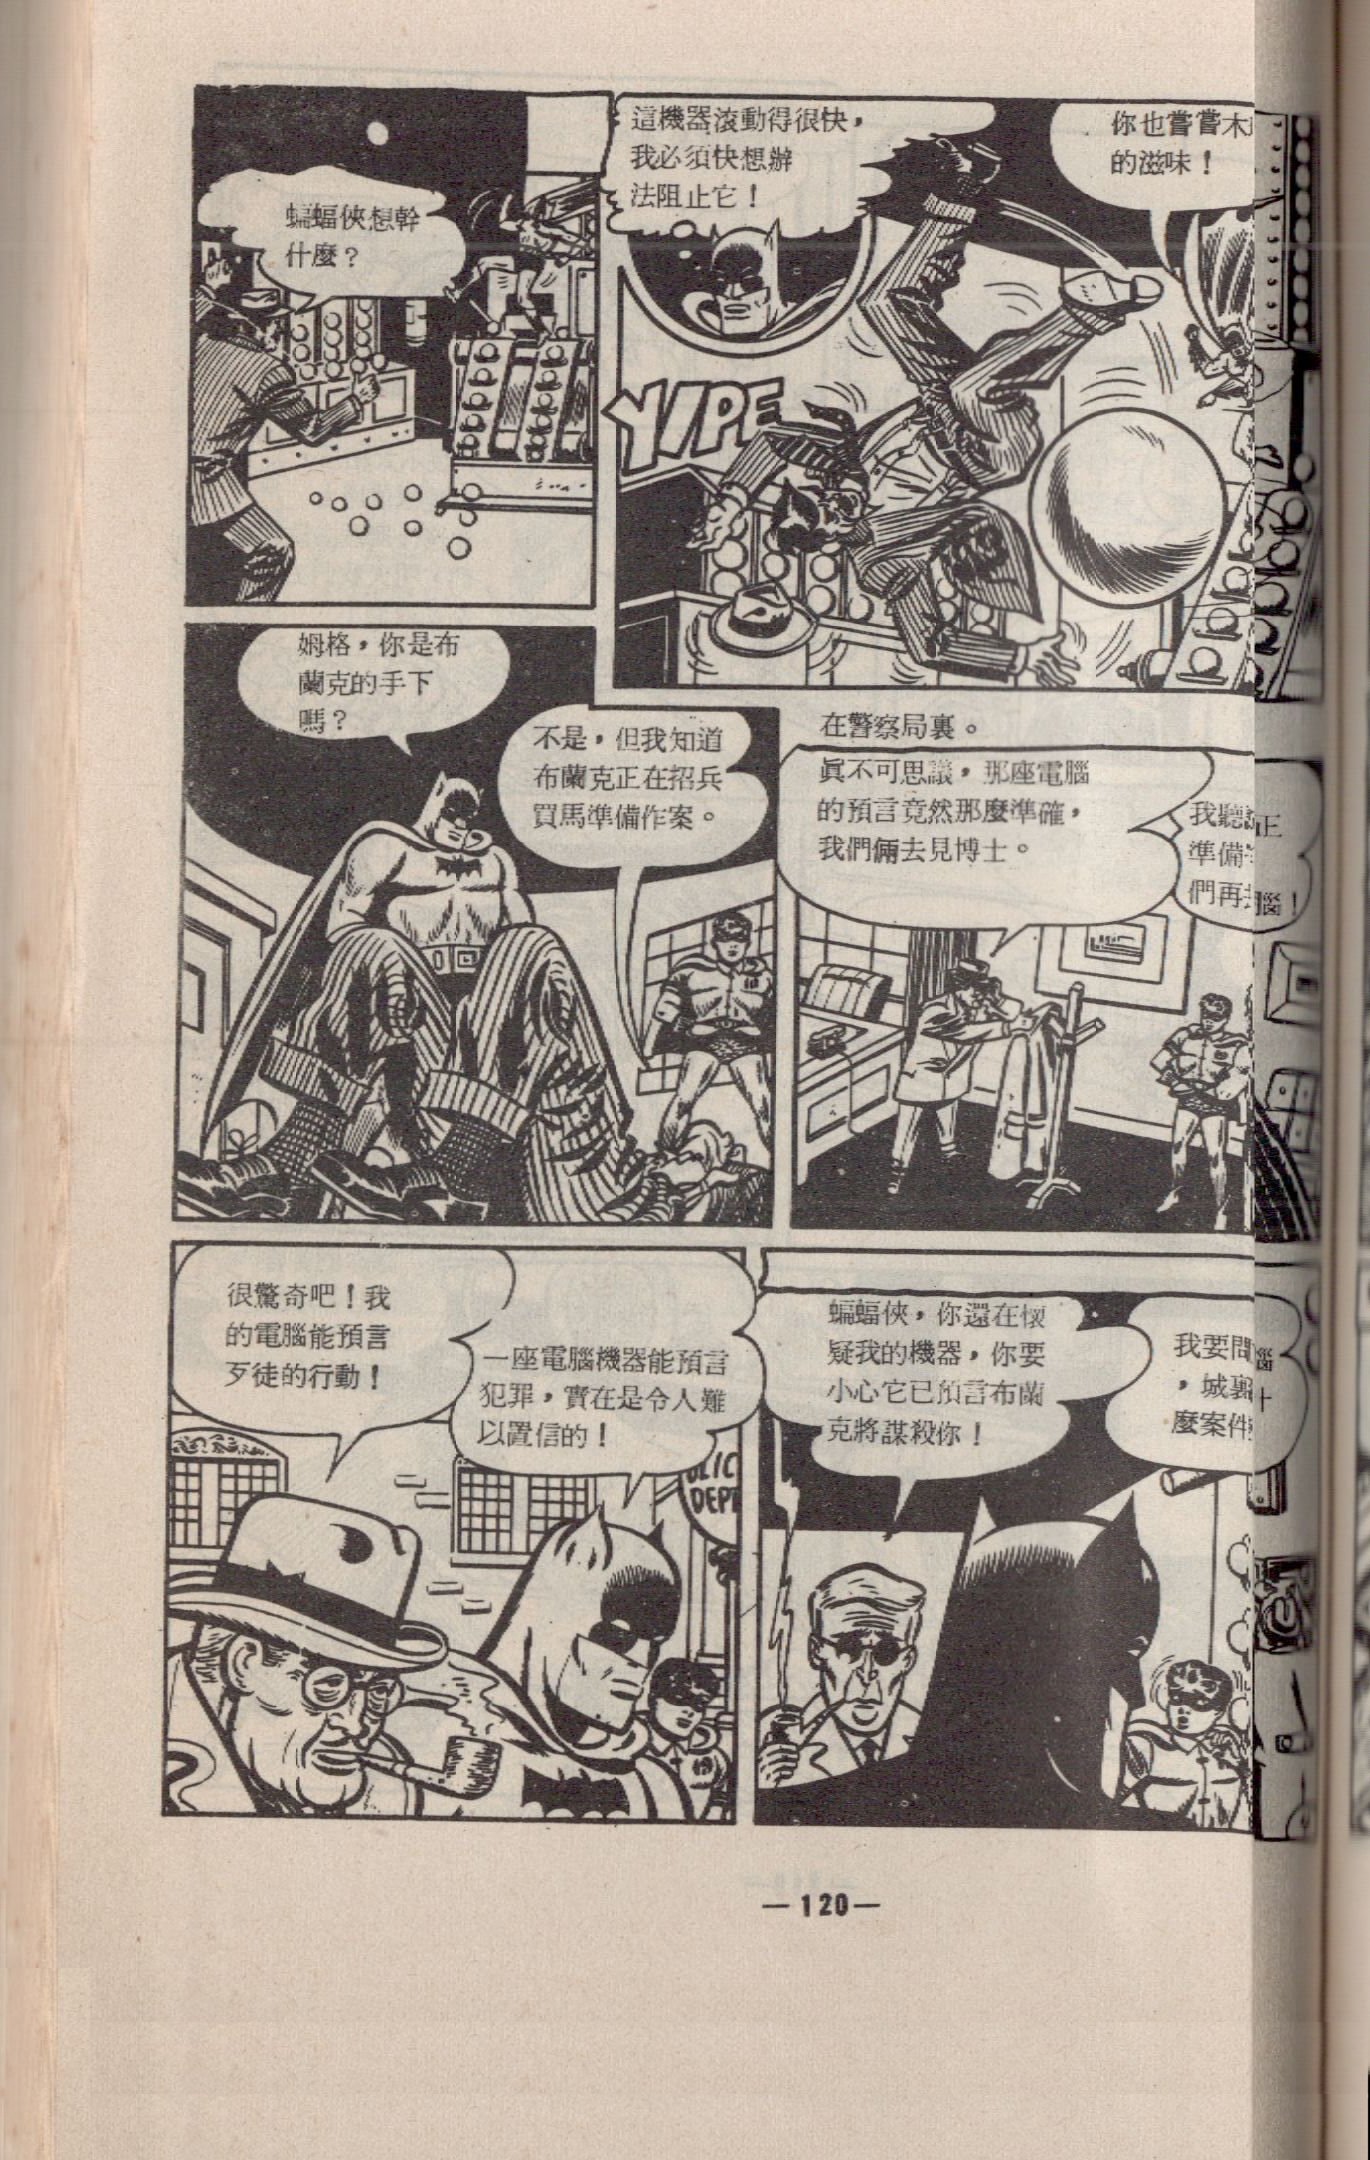 蝙蝠俠想幹
什麼？
這機器滾動得很快，
我必須快想辦
法阻止它！
你也嘗嘗木
的滋味！
YIPE
姆格，你是布
蘭克的手下
嗎？
不是，但我知道
布蘭克正在招兵
買馬準備作案。
在警察局裏。
眞不可思議，那座電腦
的預言竟然那麼準確，
我們倆去見博士。
我聽
正
準備
們再
腦！
很驚奇吧！我
的電腦能預言
歹徒的行動！
一座電腦機器能預言
犯罪，實在是令人難
以置信的！
OLIC
DEPT
蝙蝠俠，你還在懷
疑我的機器，你要
小心它已預言布蘭
克將謀殺你！
我要問
腦
，城裏
麼案件
—120—